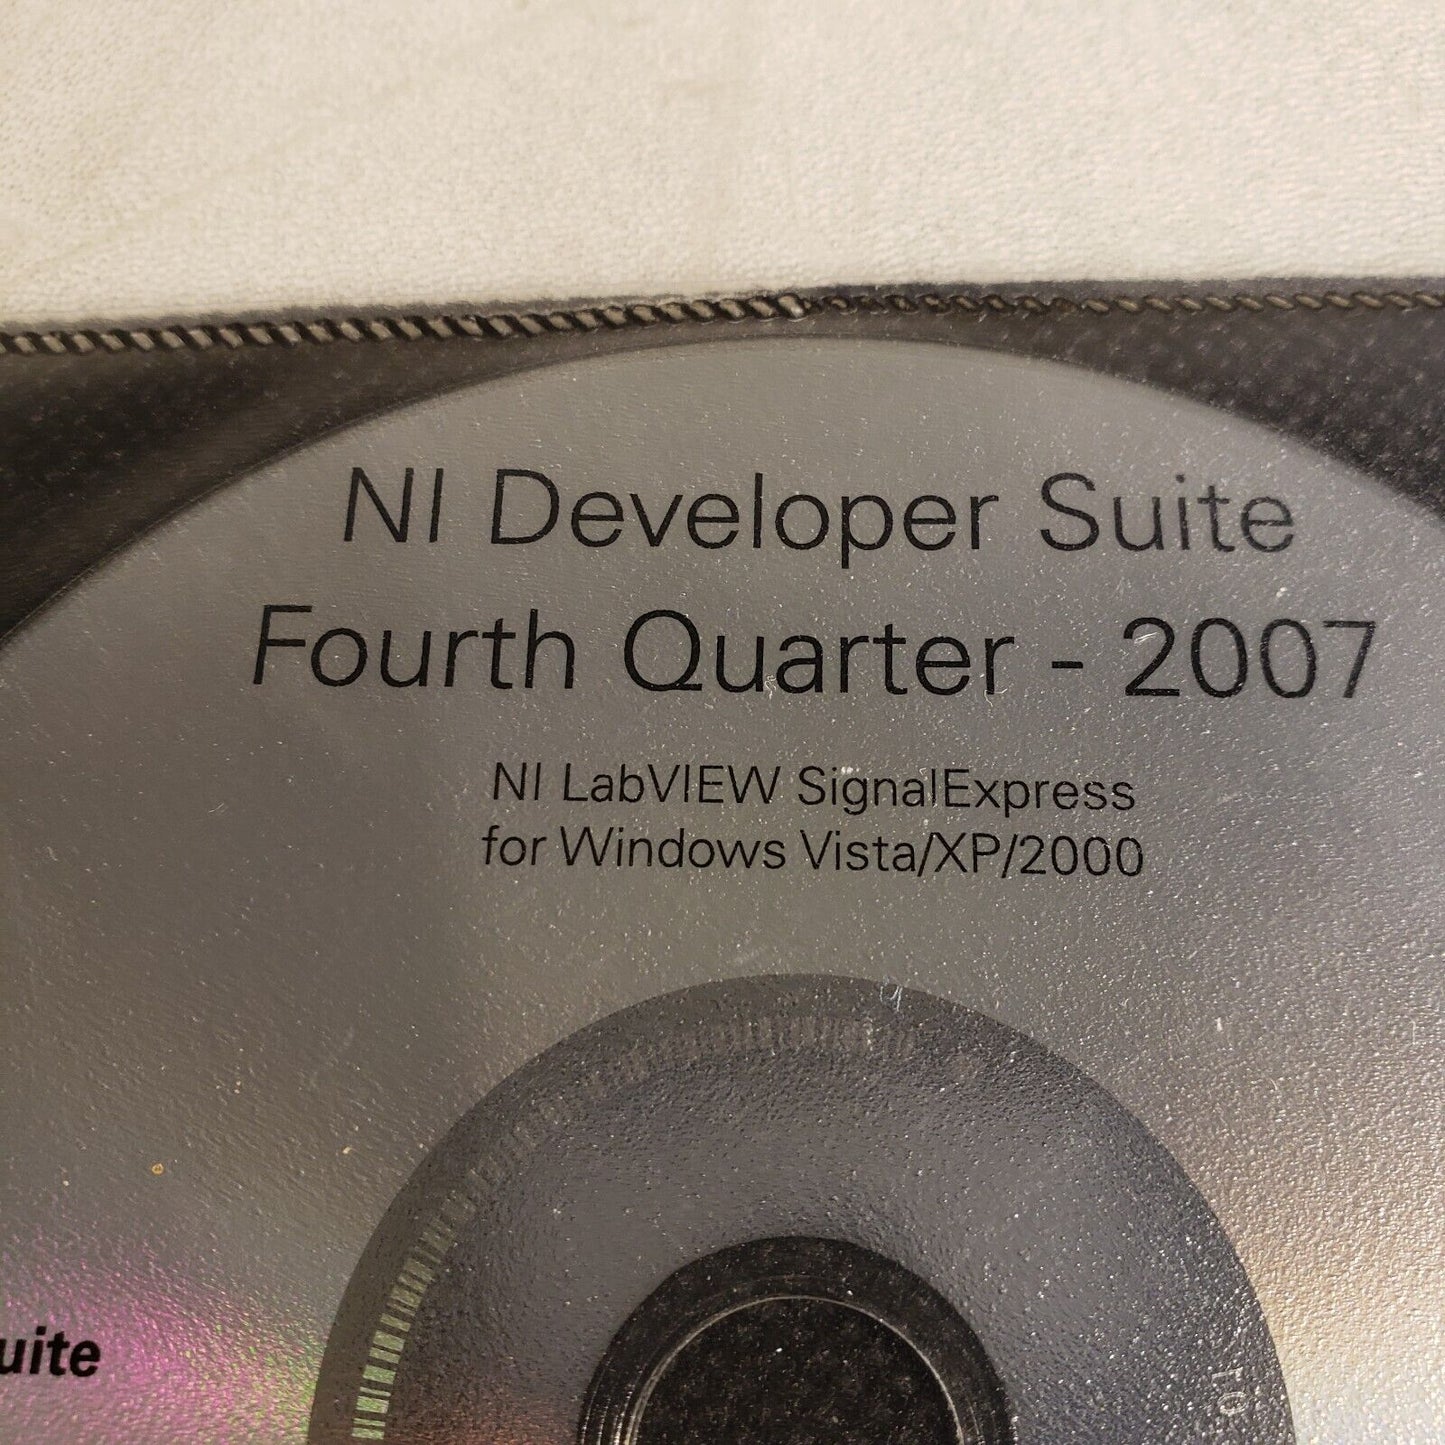 NI Developer Suite
Fourth Quarter - 2007
NI LabVIEW SignalExpress
for Windows Vista/XP/2000
uite